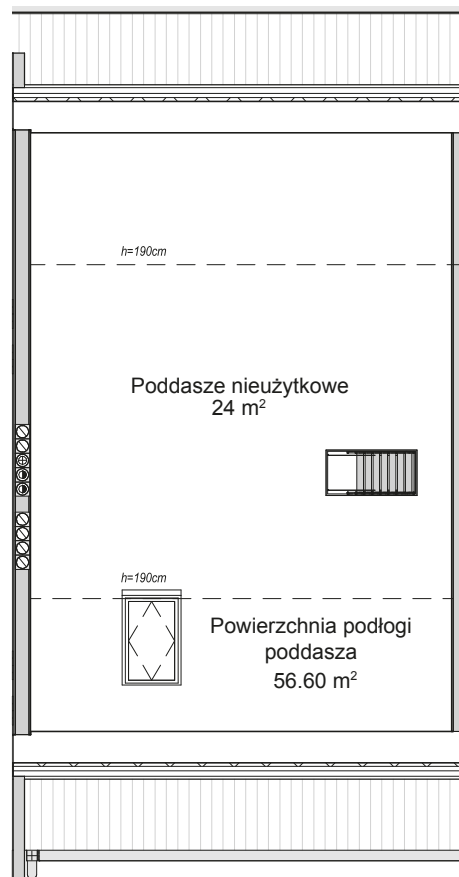 h=190cm
Poddasze nieużytkowe
24 m²
h=190cm
Powierzchnia podłogi
poddasza
56.60 m²